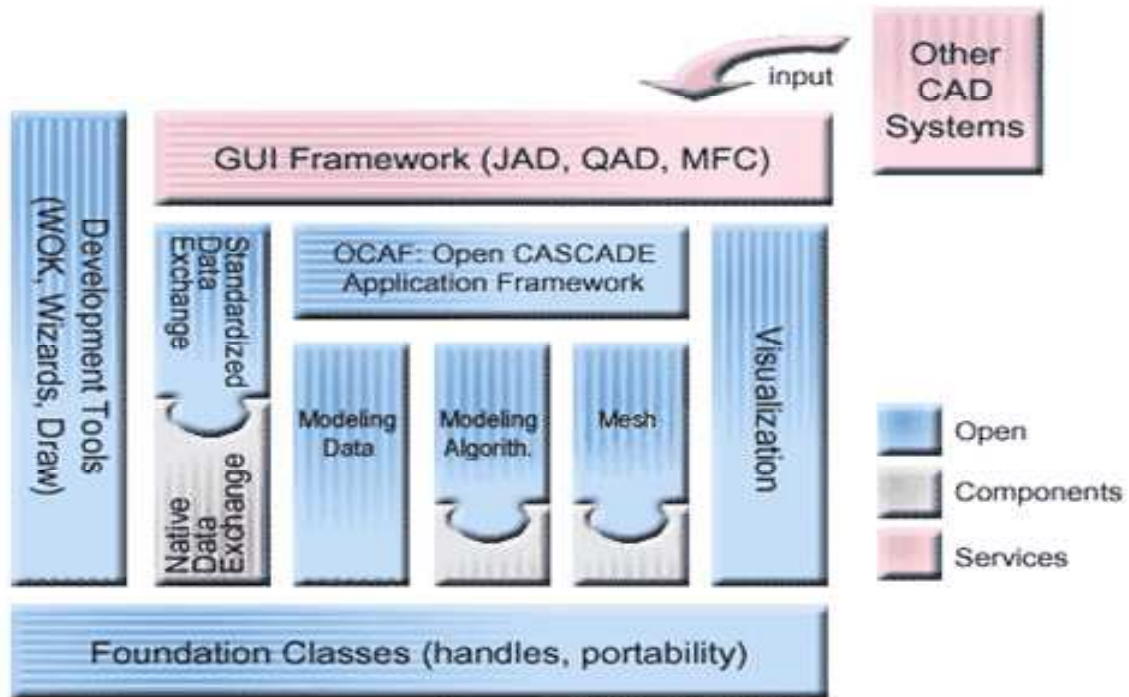 Other
CAD
Systems
input
GUI Framework (JAD, QAD, MFC)
Development Tools
(WOK, Wizards, Draw)
Standardized
Data
Exchange
OCAF: Open CASCADE
Application Framework
Visualization
Modeling
Data
Modeling
Algorithm.
Mesh
Native
Data
Exchange
Open
Components
Services
Foundation Classes (handles, portability)